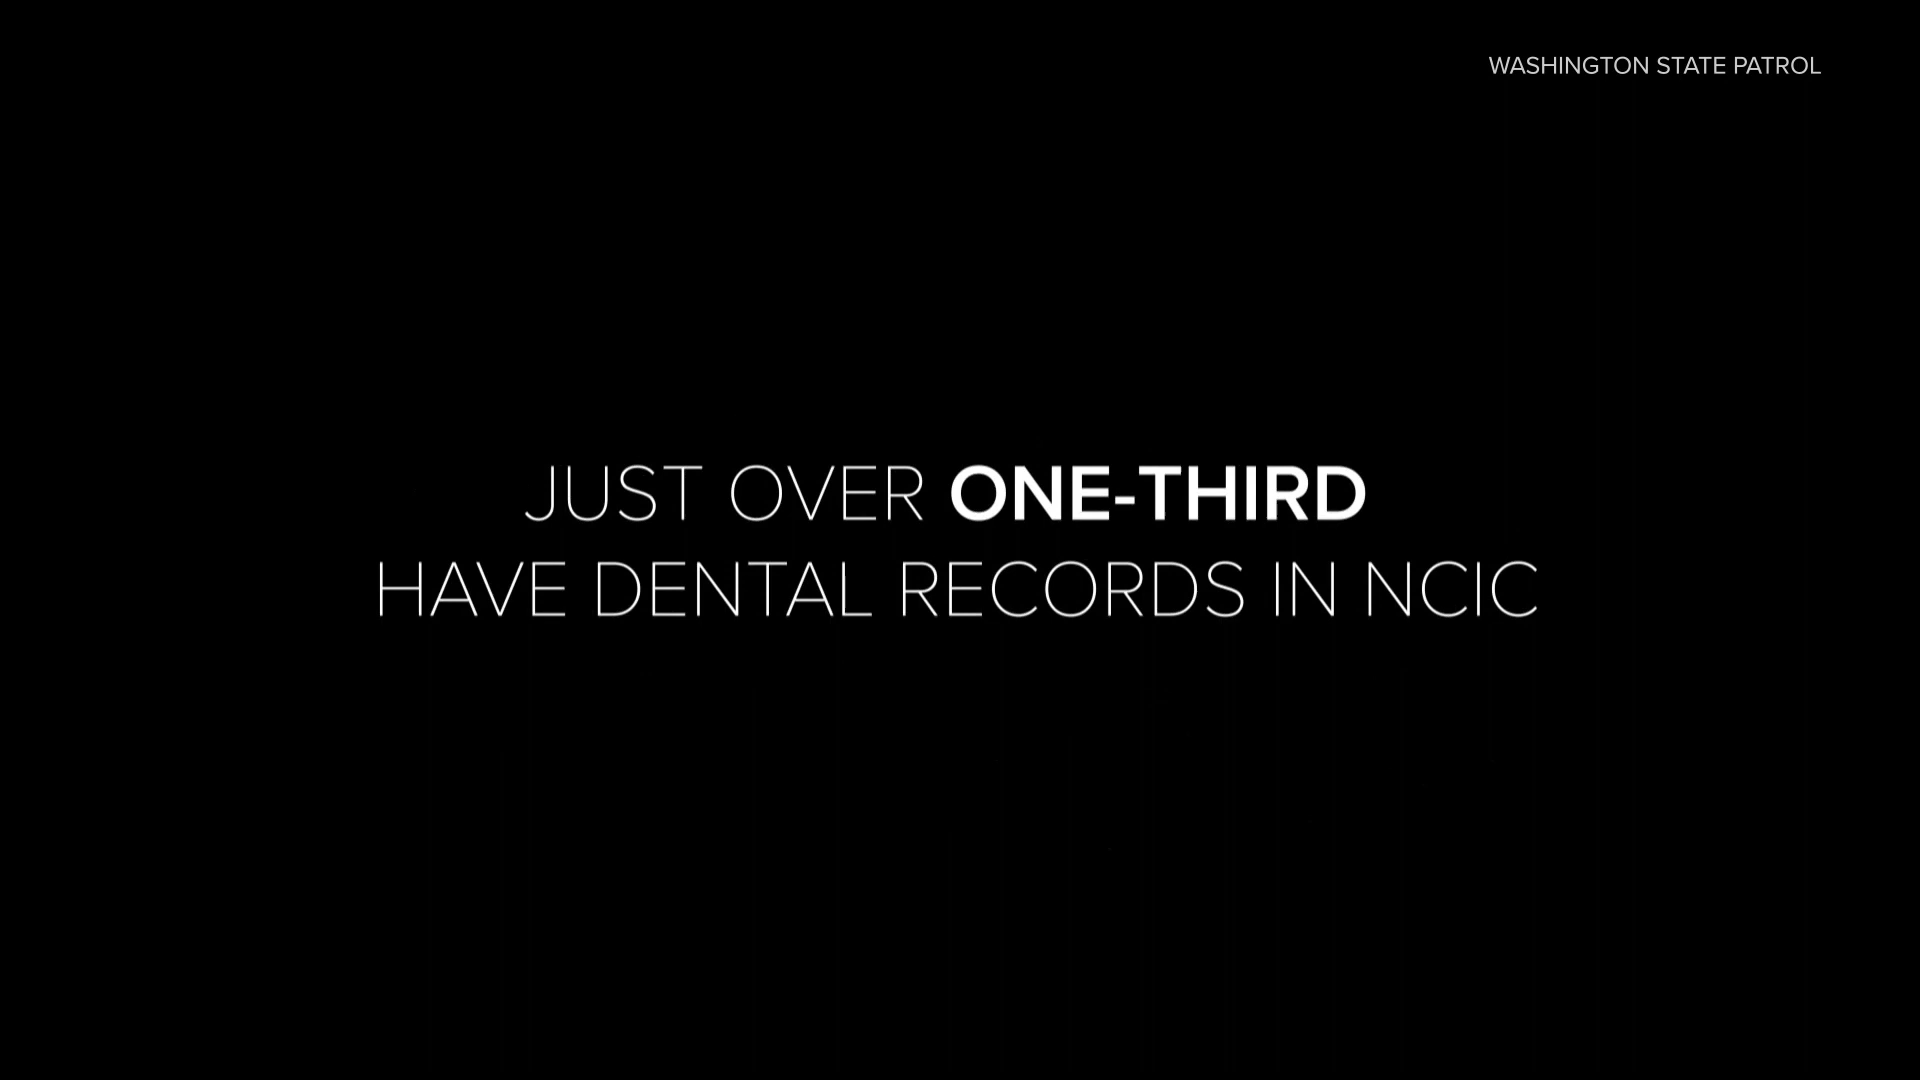 WASHINGTON STATE PATROL
JUST OVER ONE-THIRD
HAVE DENTAL RECORDS IN NCIC